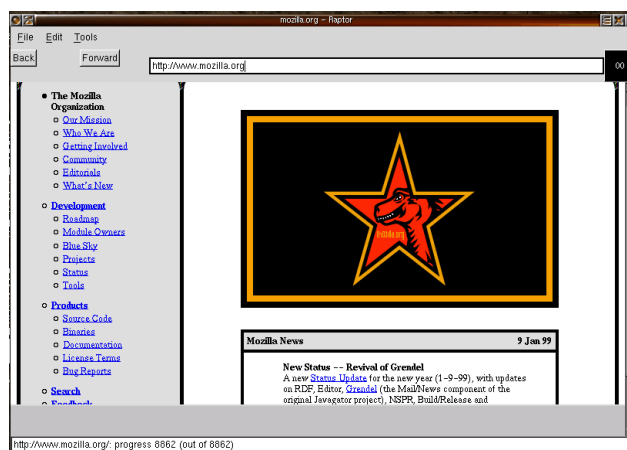 mozilla.org - Raptor
File Edit Tools
Back Forward http://www.mozilla.org 00
The Mozilla
Organization
Our Mission
Who We Are
Getting Involved
Community
Editorials
What's New
Development
Roadmap
Module Owners
Blue Sky
Projects
Status
Tools
Products
Source Code
Binaries
Documentation
License Terms
Bug Reports
Search
Feedback
mozilla.org
Mozilla News 9 Jan 99
New Status -- Revival of Grendel
A new Status Update for the new year (1-9-99), with updates
on RDF, Editor, Grendel (the Mail/News component of the
original Javagator project), NSPR, Build/Release and
http://www.mozilla.org/: progress 8862 (out of 8862)